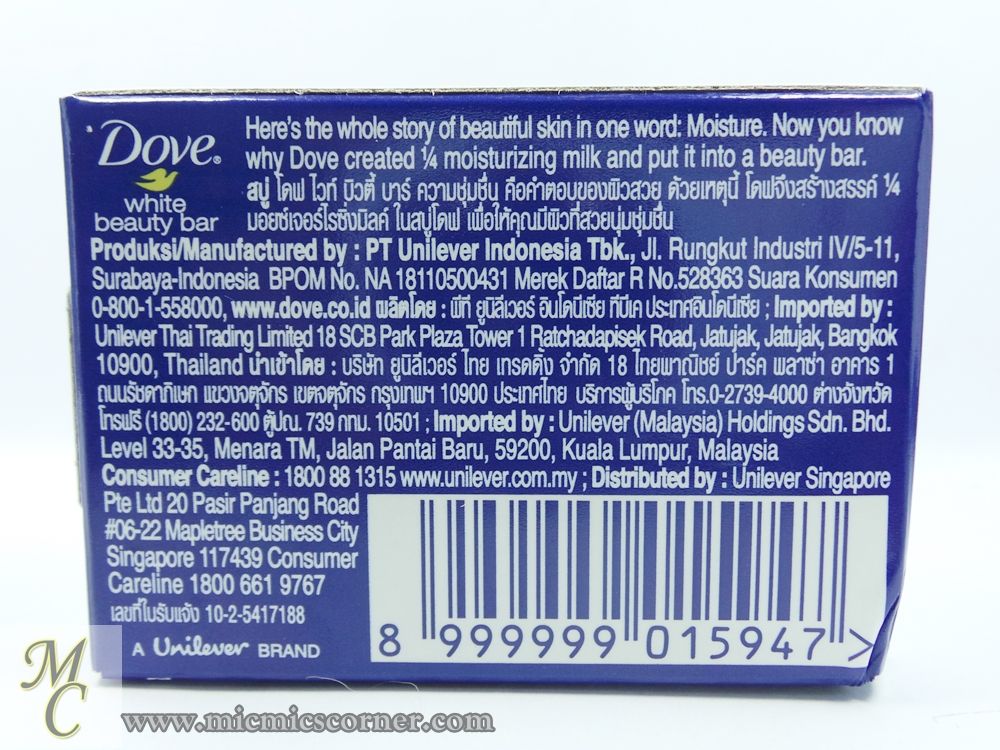 Dove®
white
beauty bar
Here's the whole story of beautiful skin in one word: Moisture. Now you know
why Dove created ¼ moisturizing milk and put it into a beauty bar.
สบู่ โดฟ ไวท์ บิวตี้ บาร์ ความชุ่มชื่น คือคำตอบของผิวสวย ด้วยเหตุนี้ โดฟจึงสร้างสรรค์ ¼
มอยซ์เจอร์ไรซิ่งมิลค์ ในสบู่โดฟ เพื่อให้คุณมีผิวที่สวยนุ่มชุ่มชื่น
Produksi/Manufactured by : PT Unilever Indonesia Tbk., Jl. Rungkut Industri IV/5-11,
Surabaya-Indonesia BPOM No. NA 18110500431 Merek Daftar R No.528363 Suara Konsumen
0-800-1-558000, www.dove.co.id ผลิตโดย : พีที ยูนิลีเวอร์ อินโดนีเซีย ทีบีเค ประเทศอินโดนีเซีย ; Imported by :
Unilever Thai Trading Limited 18 SCB Park Plaza Tower 1 Ratchadapisek Road, Jatujak, Jatujak, Bangkok
10900, Thailand นำเข้าโดย : บริษัท ยูนิลีเวอร์ ไทย เทรดดิ้ง จำกัด 18 ไทยพาณิชย์ ปาร์ค พลาซ่า อาคาร 1
ถนนรัชดาภิเษก แขวงจตุจักร เขตจตุจักร กรุงเทพฯ 10900 ประเทศไทย บริการผู้บริโภค โทร.0-2739-4000 ต่างจังหวัด
โทรฟรี (1800) 232-600 ตู้ปณ. 739 กทม. 10501 ; Imported by : Unilever (Malaysia) Holdings Sdn. Bhd.
Level 33-35, Menara TM, Jalan Pantai Baru, 59200, Kuala Lumpur, Malaysia
Consumer Careline : 1800 88 1315 www.unilever.com.my ; Distributed by : Unilever Singapore
Pte Ltd 20 Pasir Panjang Road
#06-22 Mapletree Business City
Singapore 117439 Consumer
Careline 1800 661 9767
เลขที่ใบรับแจ้ง 10-2-5417188
A Unilever BRAND
8 999999 015947 >
MC
www.micmicscorner.com